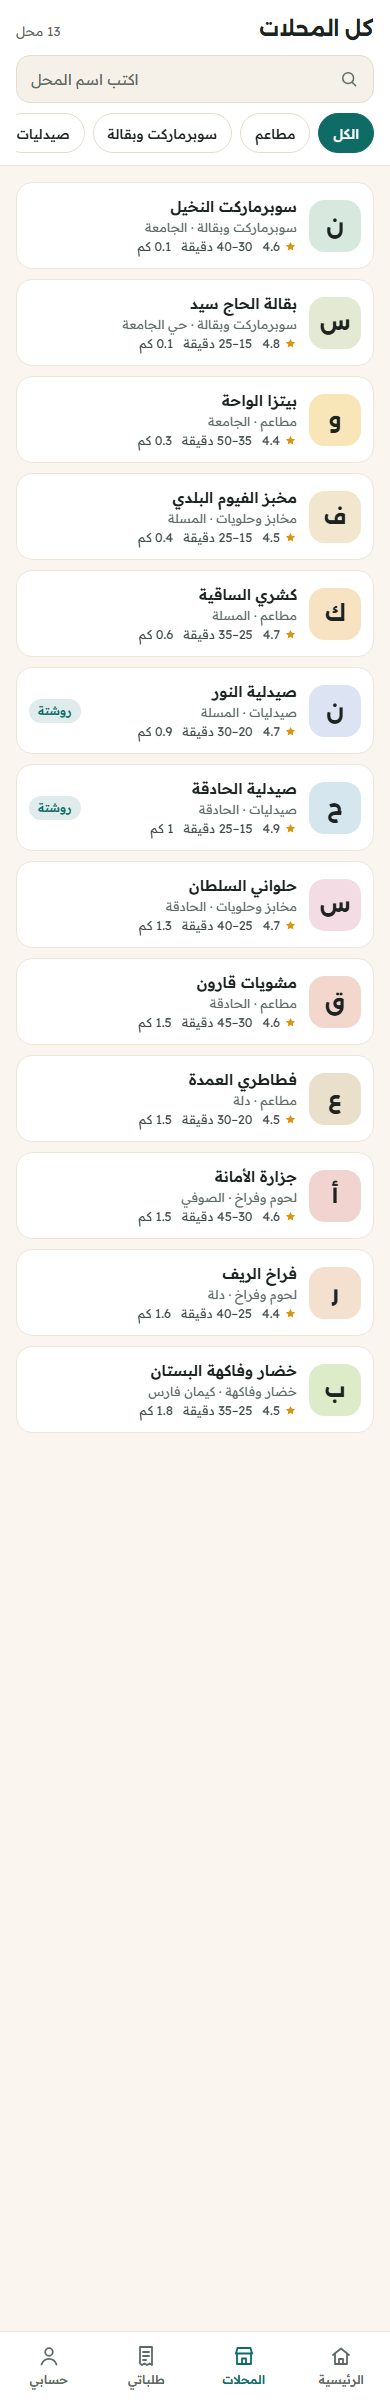 كل المحلات
13 محل
اكتب اسم المحل
الكل
مطاعم
سوبرماركت وبقالة
صيدليات
ن
سوبرماركت النخيل
سوبرماركت وبقالة · الجامعة
4.6 30–40 دقيقة 0.1 كم
س
بقالة الحاج سيد
سوبرماركت وبقالة · حي الجامعة
4.8 15–25 دقيقة 0.1 كم
و
بيتزا الواحة
مطاعم · الجامعة
4.4 35–50 دقيقة 0.3 كم
ف
مخبز الفيوم البلدي
مخابز وحلويات · المسلة
4.5 15–25 دقيقة 0.4 كم
ك
كشري الساقية
مطاعم · المسلة
4.7 25–35 دقيقة 0.6 كم
ن
صيدلية النور
صيدليات · المسلة
4.7 20–30 دقيقة 0.9 كم
روشتة
ح
صيدلية الحادقة
صيدليات · الحادقة
4.9 15–25 دقيقة 1 كم
روشتة
س
حلواني السلطان
مخابز وحلويات · الحادقة
4.7 25–40 دقيقة 1.3 كم
ق
مشويات قارون
مطاعم · الحادقة
4.6 30–45 دقيقة 1.5 كم
ع
فطاطري العمدة
مطاعم · دلة
4.5 20–30 دقيقة 1.5 كم
أ
جزارة الأمانة
لحوم وفراخ · الصوفي
4.6 30–45 دقيقة 1.5 كم
ر
فراخ الريف
لحوم وفراخ · دلة
4.4 25–40 دقيقة 1.6 كم
ب
خضار وفاكهة البستان
خضار وفاكهة · كيمان فارس
4.5 25–35 دقيقة 1.8 كم
الرئيسية
المحلات
طلباتي
حسابي